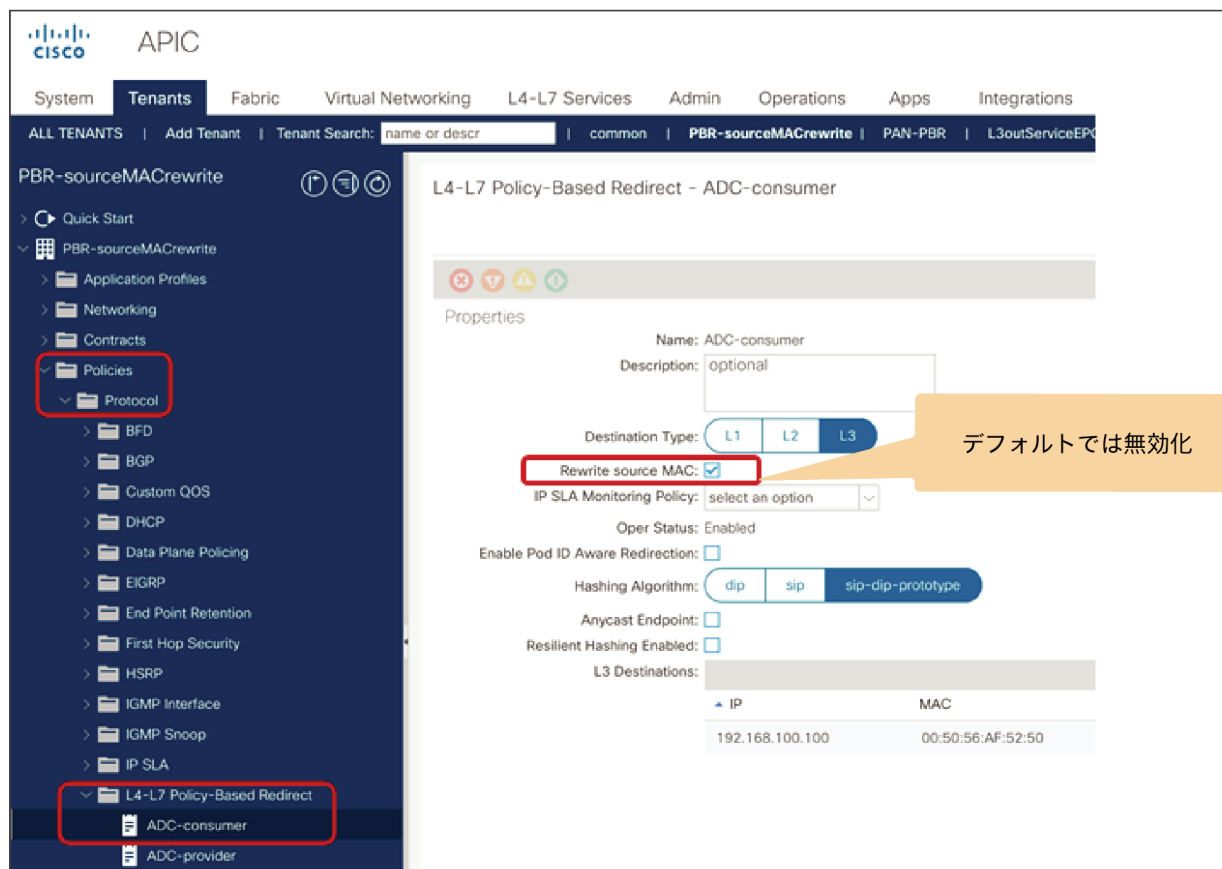 CISCO APIC
System Tenants Fabric Virtual Networking L4-L7 Services Admin Operations Apps Integrations
ALL TENANTS | Add Tenant | Tenant Search: name or descr | common | PBR-sourceMACrewrite | PAN-PBR | L3outServiceEPG
PBR-sourceMACrewrite
Quick Start
PBR-sourceMACrewrite
Application Profiles
Networking
Contracts
Policies
Protocol
BFD
BGP
Custom QOS
DHCP
Data Plane Policing
EIGRP
End Point Retention
First Hop Security
HSRP
IGMP Interface
IGMP Snoop
IP SLA
L4-L7 Policy-Based Redirect
ADC-consumer
ADC-provider
L4-L7 Policy-Based Redirect - ADC-consumer
Properties
Name: ADC-consumer
Description: optional
Destination Type: L1 L2 L3
Rewrite source MAC:
IP SLA Monitoring Policy: select an option
Oper Status: Enabled
Enable Pod ID Aware Redirection:
Hashing Algorithm: dip sip sip-dip-prototype
Anycast Endpoint:
Resilient Hashing Enabled:
L3 Destinations:
IP MAC
192.168.100.100 00:50:56:AF:52:50
デフォルトでは無効化